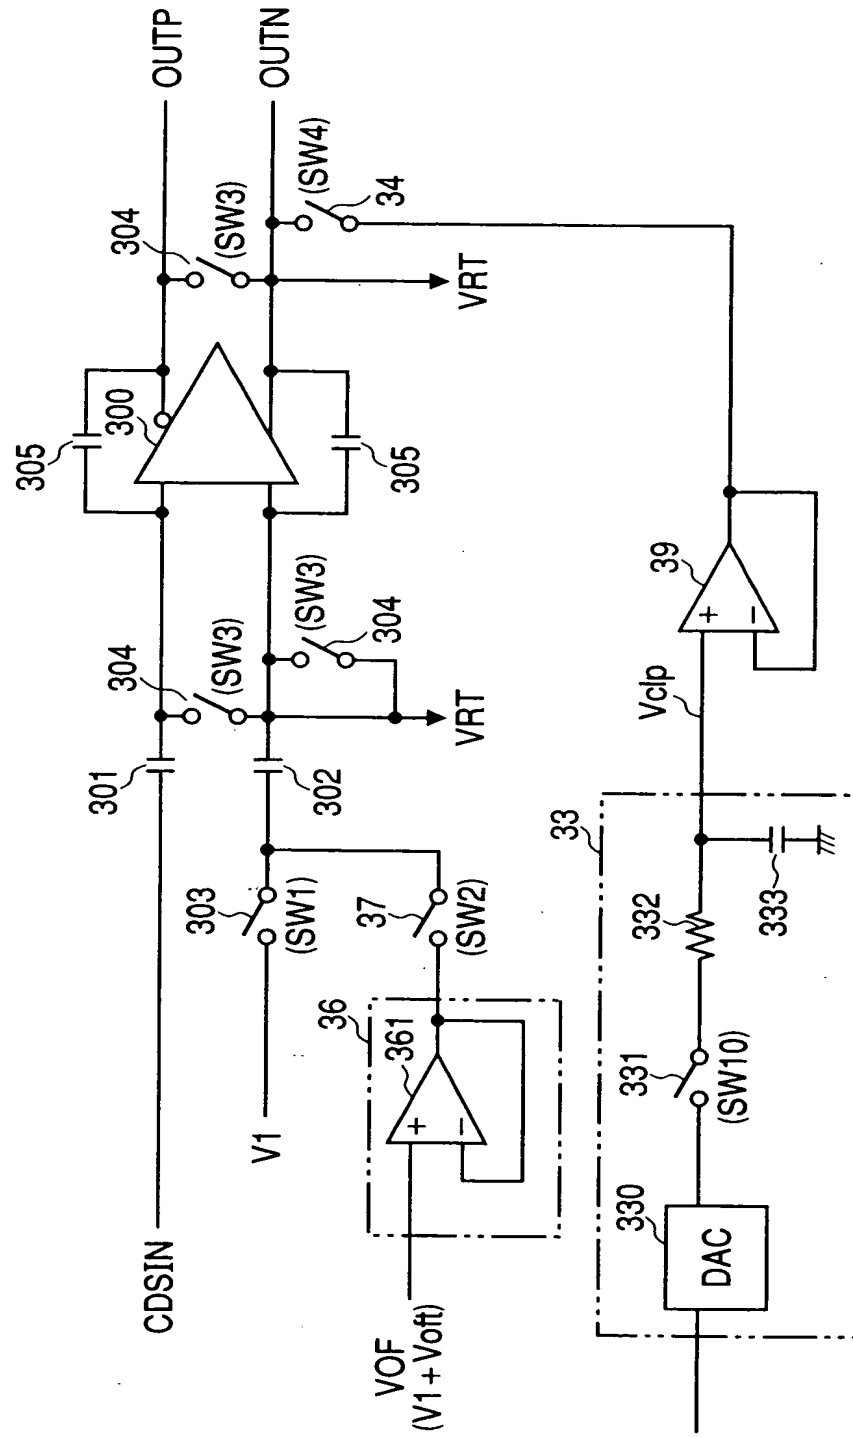 OUTP
OUTN
304
(SW3)
(SW4)
34
VRT
305
300
305
304
(SW3)
(SW3)
304
VRT
301
302
303
(SW1)
37
(SW2)
V1
CDSIN
36
361
+
−
VOF
(V1 + Voft)
39
+
−
Vclp
33
332
333
331
(SW10)
330
DAC